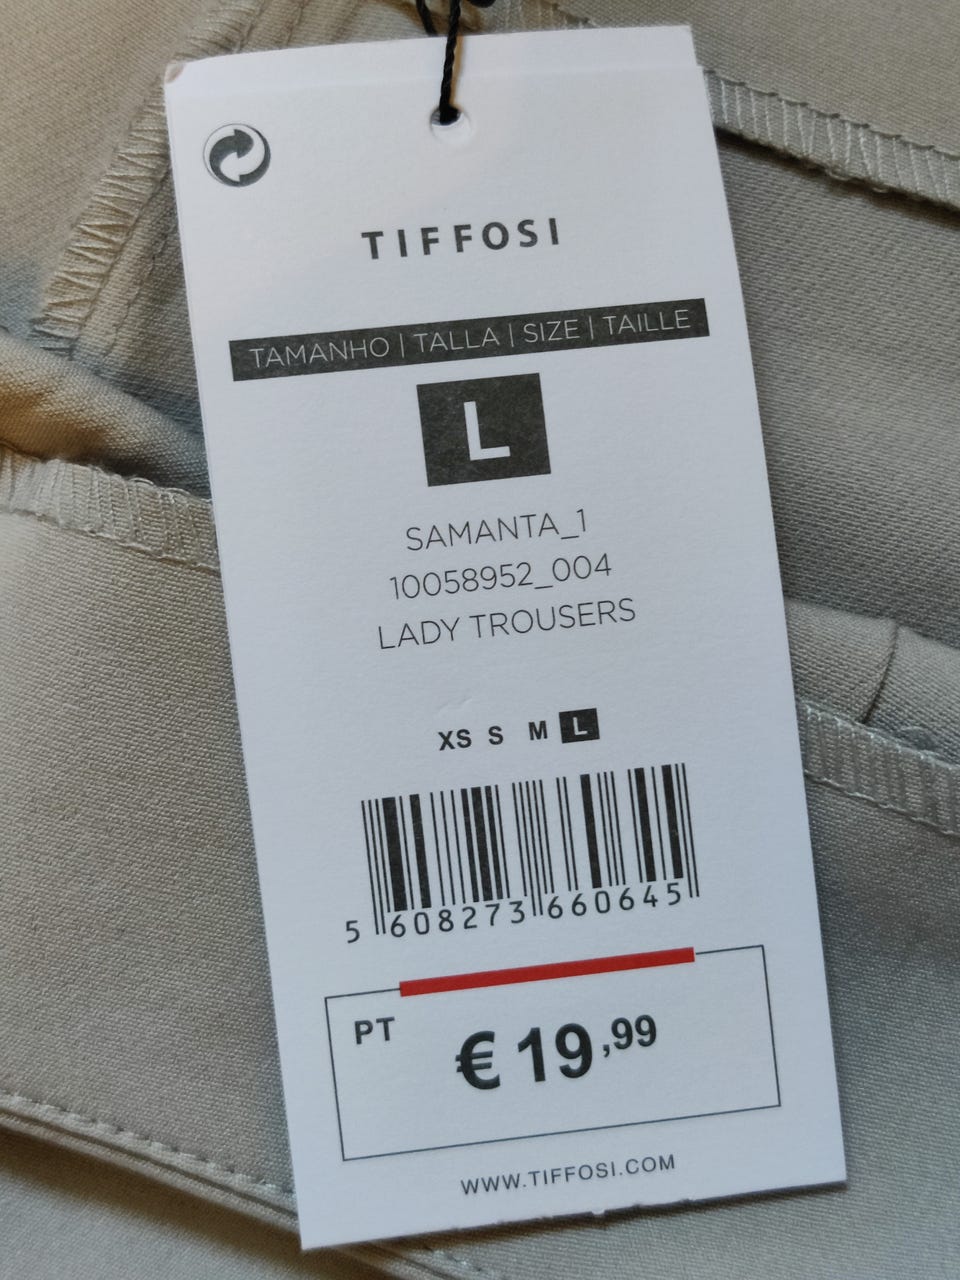 TIFFOSI
TAMANHO | TALLA | SIZE | TAILLE
L
SAMANTA_1
10058952_004
LADY TROUSERS
XS S M L
5 608273 660645
PT
€ 19,99
WWW.TIFFOSI.COM